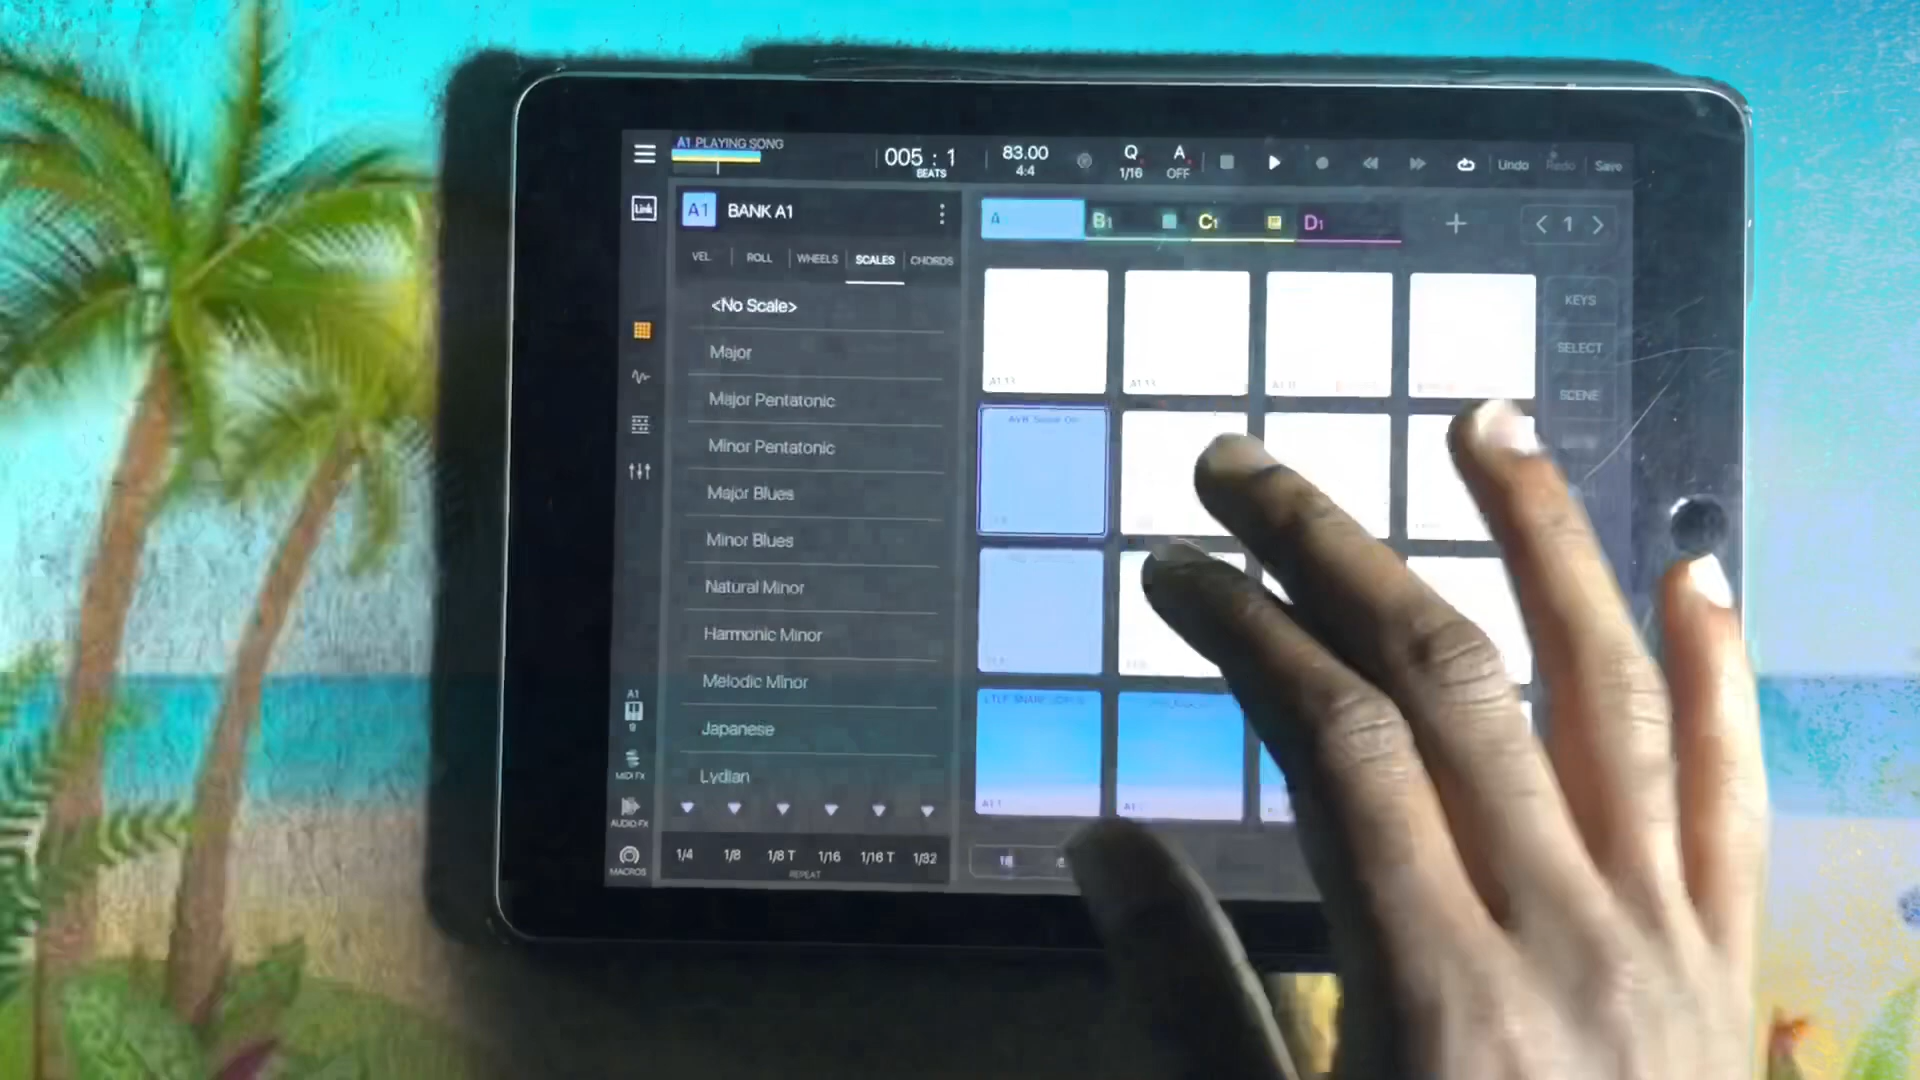 A1 PLAYING SONG
005 : 1
BEATS
83.00
4:4
Q
1/16
A
OFF
Undo
Redo
Save
Link
A1 BANK A1
A
B1
C1
D1
1
VEL
ROLL
WHEELS
SCALES
CHORDS
<No Scale>
Major
Major Pentatonic
Minor Pentatonic
Major Blues
Minor Blues
Natural Minor
Harmonic Minor
Melodic Minor
Japanese
Lydian
KEYS
SELECT
SCENE
A1
MIDI FX
AUDIO FX
MACROS
1/4
1/8
1/8 T
1/16
1/16 T
1/32
REPEAT